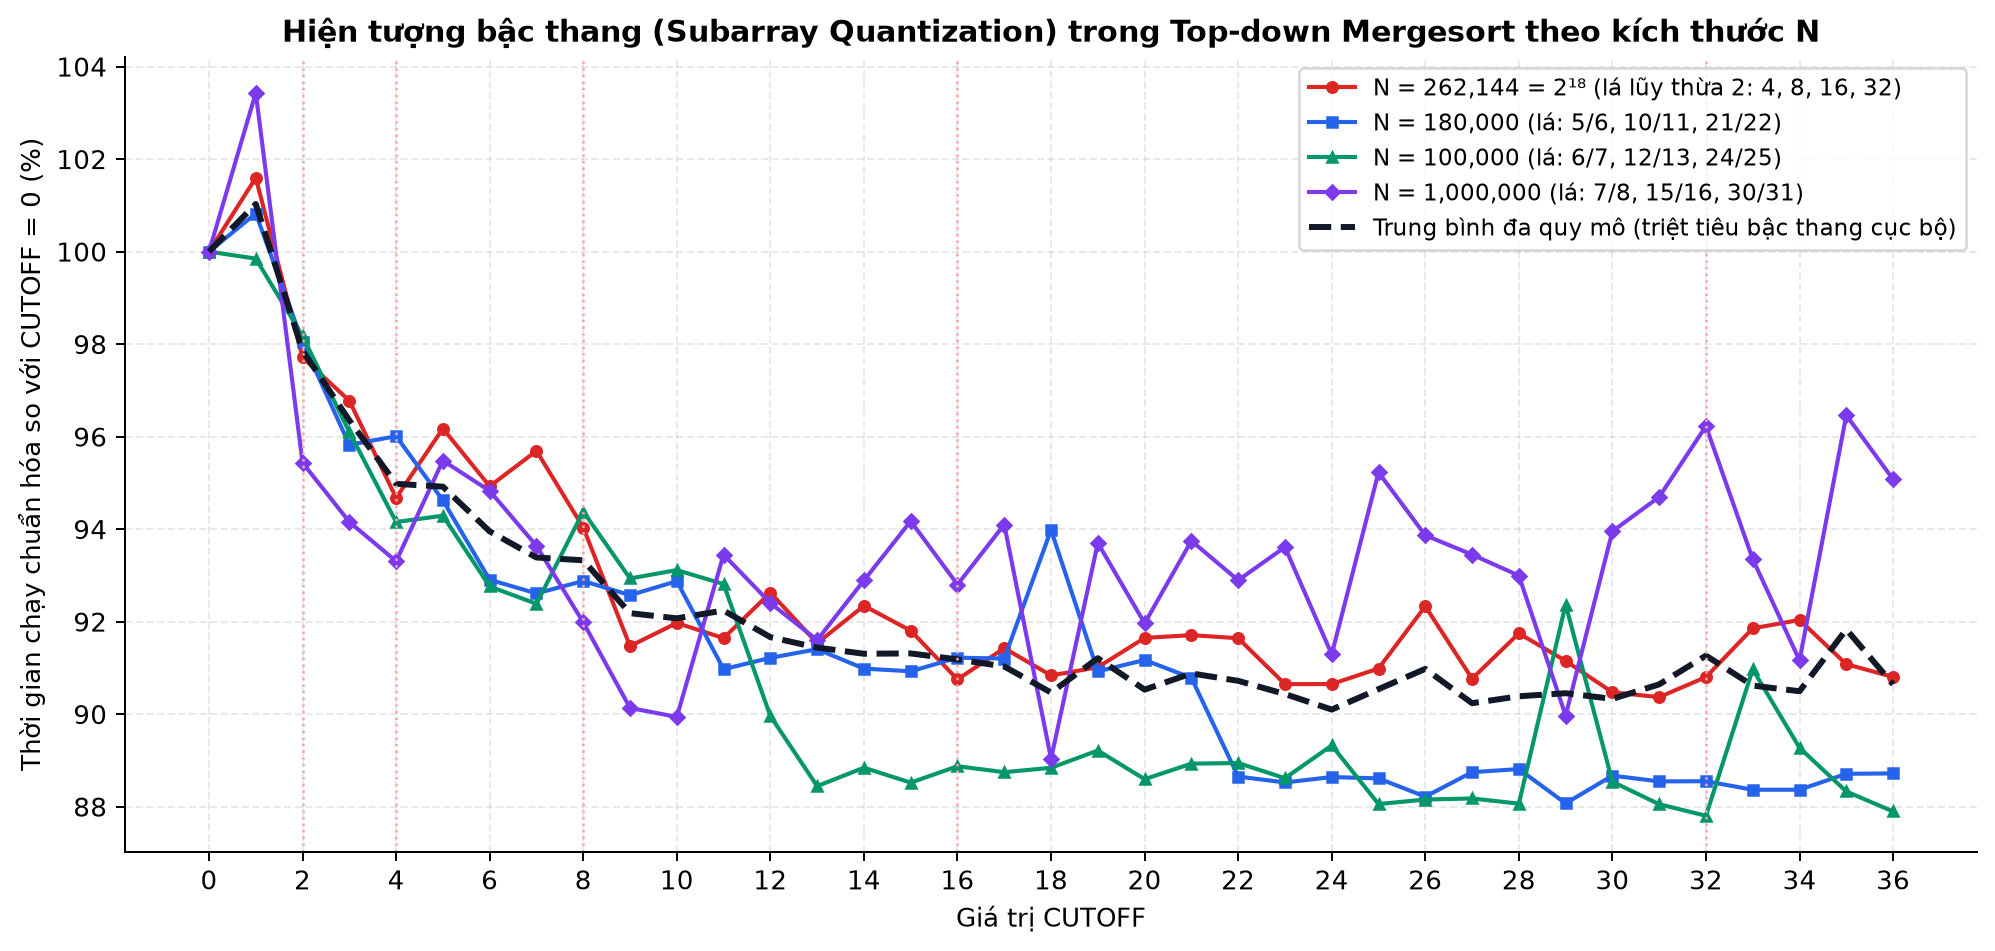 Hiện tượng bậc thang (Subarray Quantization) trong Top-down Mergesort theo kích thước N
Thời gian chạy chuẩn hóa so với CUTOFF = 0 (%)
104
102
100
98
96
94
92
90
88
N = 262,144 = 2¹⁸ (lá lũy thừa 2: 4, 8, 16, 32)
N = 180,000 (lá: 5/6, 10/11, 21/22)
N = 100,000 (lá: 6/7, 12/13, 24/25)
N = 1,000,000 (lá: 7/8, 15/16, 30/31)
Trung bình đa quy mô (triệt tiêu bậc thang cục bộ)
0 2 4 6 8 10 12 14 16 18 20 22 24 26 28 30 32 34 36
Giá trị CUTOFF